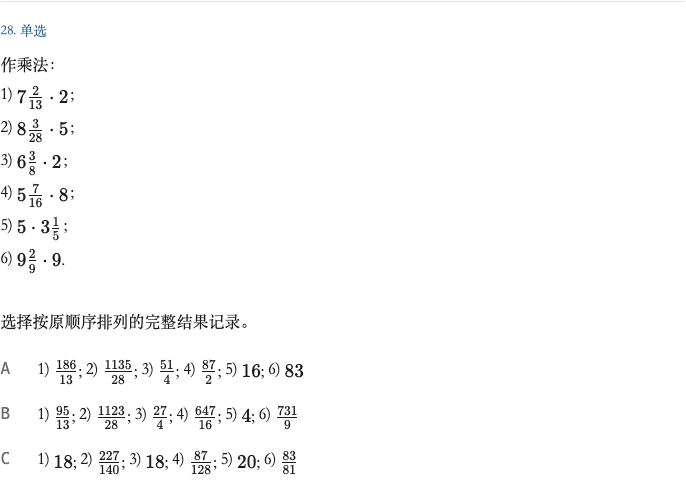 28. 单选
作乘法:
1) 7 2/13 · 2;
2) 8 3/28 · 5;
3) 6 3/8 · 2;
4) 5 7/16 · 8;
5) 5 · 3 1/5;
6) 9 2/9 · 9.
选择按原顺序排列的完整结果记录。
A 1) 186/13; 2) 1135/28; 3) 51/4; 4) 87/2; 5) 16; 6) 83
B 1) 95/13; 2) 1123/28; 3) 27/4; 4) 647/16; 5) 4; 6) 731/9
C 1) 18; 2) 227/140; 3) 18; 4) 87/128; 5) 20; 6) 83/81